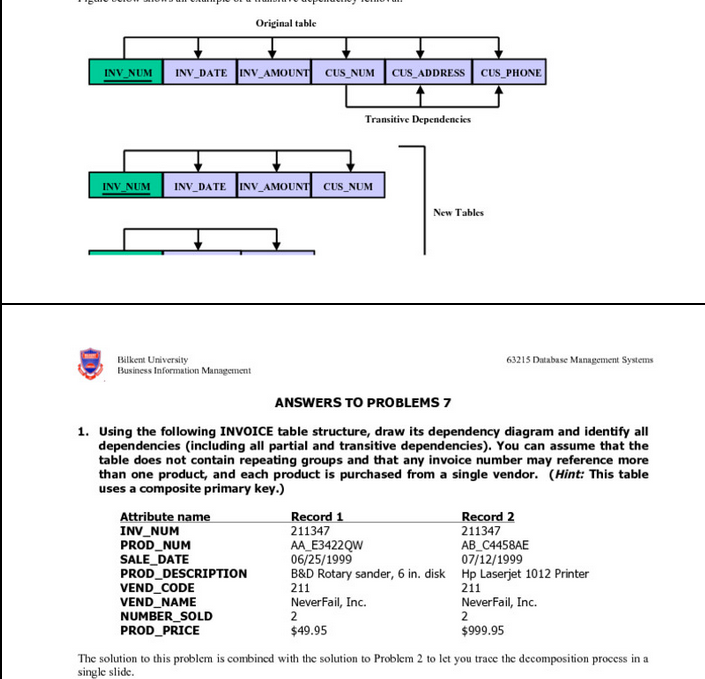 Original table
INV_NUM INV_DATE INV_AMOUNT CUS_NUM CUS_ADDRESS CUS_PHONE
Transitive Dependencies
INV_NUM INV_DATE INV_AMOUNT CUS_NUM
New Tables
Bilkent University 63215 Database Management Systems
Business Information Management
ANSWERS TO PROBLEMS 7
1. Using the following INVOICE table structure, draw its dependency diagram and identify all
dependencies (including all partial and transitive dependencies). You can assume that the
table does not contain repeating groups and that any invoice number may reference more
than one product, and each product is purchased from a single vendor. (Hint: This table
uses a composite primary key.)
Attribute name Record 1 Record 2
INV_NUM 211347 211347
PROD_NUM AA_E3422QW AB_C4458AE
SALE_DATE 06/25/1999 07/12/1999
PROD_DESCRIPTION B&D Rotary sander, 6 in. disk Hp Laserjet 1012 Printer
VEND_CODE 211 211
VEND_NAME NeverFail, Inc. NeverFail, Inc.
NUMBER_SOLD 2 2
PROD_PRICE $49.95 $999.95
The solution to this problem is combined with the solution to Problem 2 to let you trace the decomposition process in a
single slide.